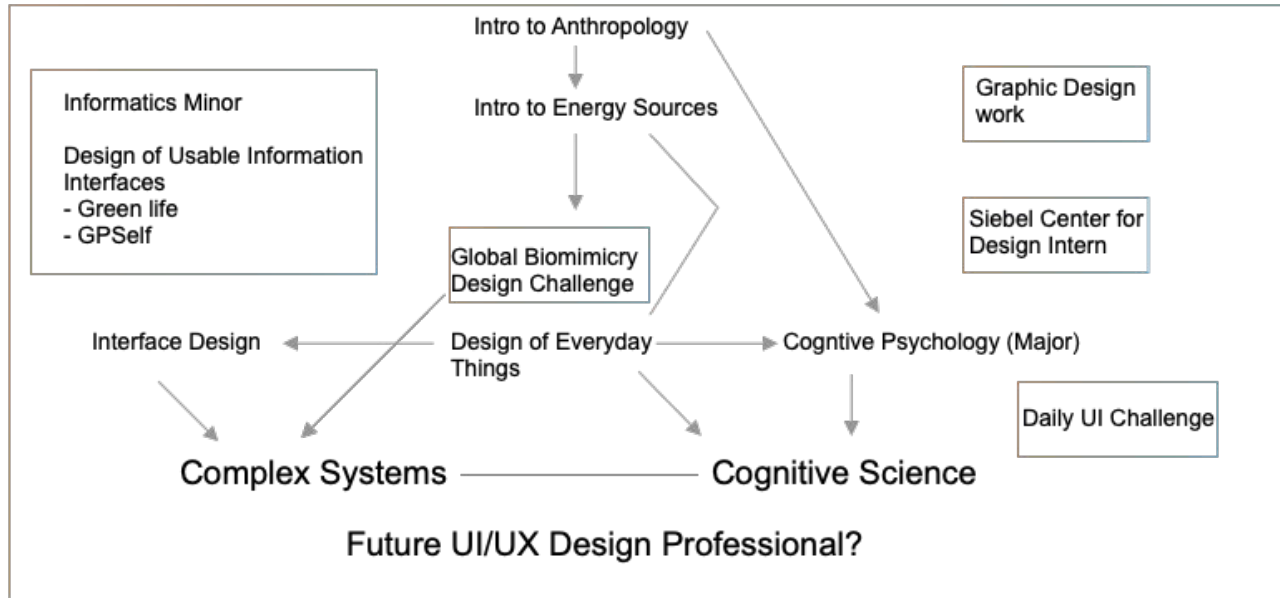 Intro to Anthropology
Informatics Minor
Design of Usable Information
Interfaces
- Green life
- GPSelf
Intro to Energy Sources
Graphic Design
work
Siebel Center for
Design Intern
Global Biomimicry
Design Challenge
Interface Design
Design of Everyday
Things
Cogntive Psychology (Major)
Daily UI Challenge
Complex Systems
Cognitive Science
Future UI/UX Design Professional?